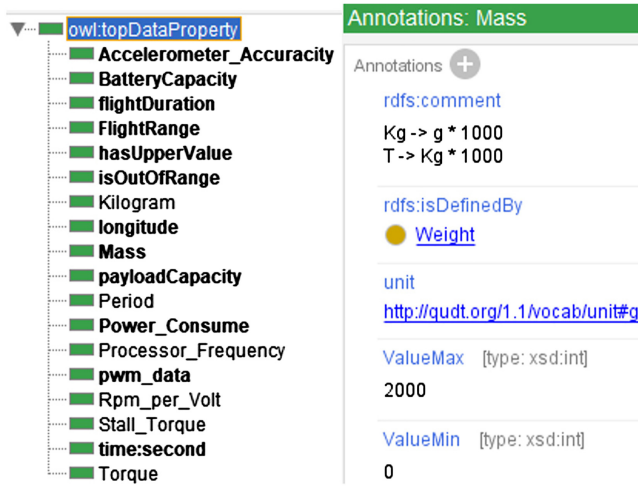 owl:topDataProperty
Accelerometer_Accuracity
BatteryCapacity
flightDuration
FlightRange
hasUpperValue
isOutOfRange
Kilogram
longitude
Mass
payloadCapacity
Period
Power_Consume
Processor_Frequency
pwm_data
Rpm_per_Volt
Stall_Torque
time:second
Torque
Annotations: Mass
Annotations
rdfs:comment
Kg -> g * 1000
T -> Kg * 1000
rdfs:isDefinedBy
Weight
unit
http://qudt.org/1.1/vocab/unit#g
ValueMax [type: xsd:int]
2000
ValueMin [type: xsd:int]
0